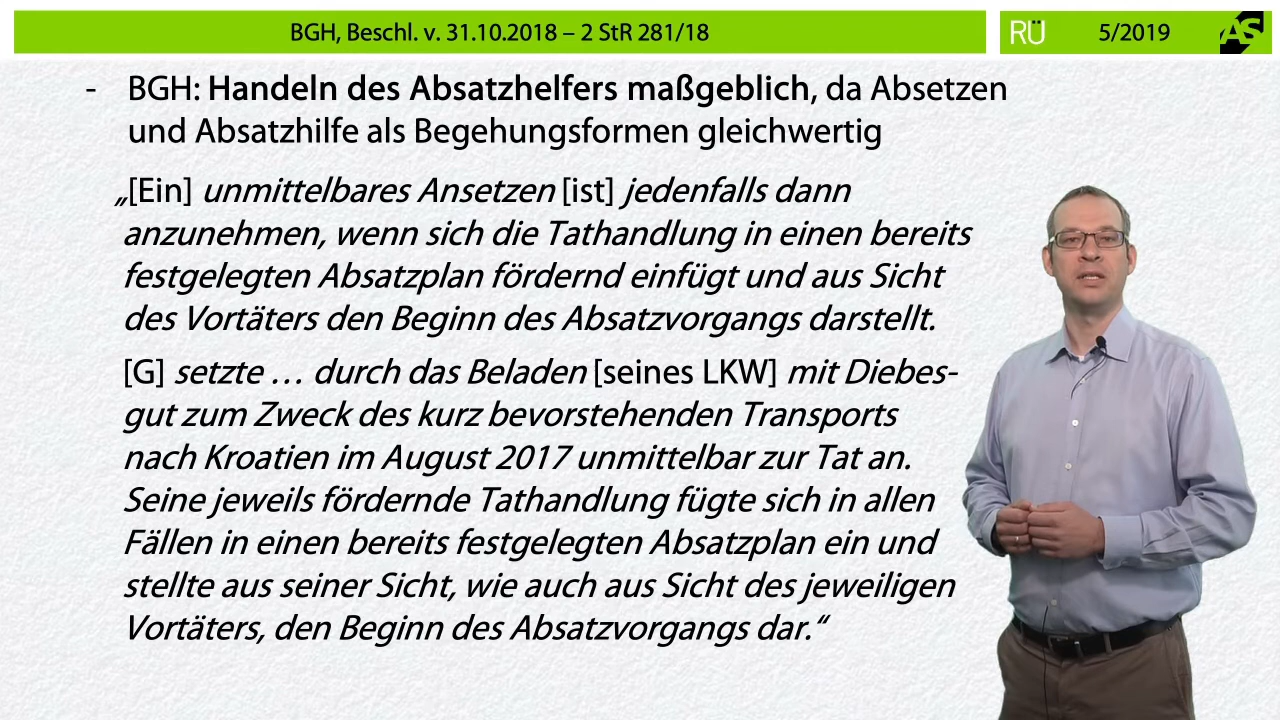 BGH, Beschl. v. 31.10.2018 – 2 StR 281/18
RÜ 5/2019 AS
- BGH: Handeln des Absatzhelfers maßgeblich, da Absetzen
und Absatzhilfe als Begehungsformen gleichwertig
„[Ein] unmittelbares Ansetzen [ist] jedenfalls dann
anzunehmen, wenn sich die Tathandlung in einen bereits
festgelegten Absatzplan fördernd einfügt und aus Sicht
des Vortäters den Beginn des Absatzvorgangs darstellt.
[G] setzte … durch das Beladen [seines LKW] mit Diebes-
gut zum Zweck des kurz bevorstehenden Transports
nach Kroatien im August 2017 unmittelbar zur Tat an.
Seine jeweils fördernde Tathandlung fügte sich in allen
Fällen in einen bereits festgelegten Absatzplan ein und
stellte aus seiner Sicht, wie auch aus Sicht des jeweiligen
Vortäters, den Beginn des Absatzvorgangs dar.“